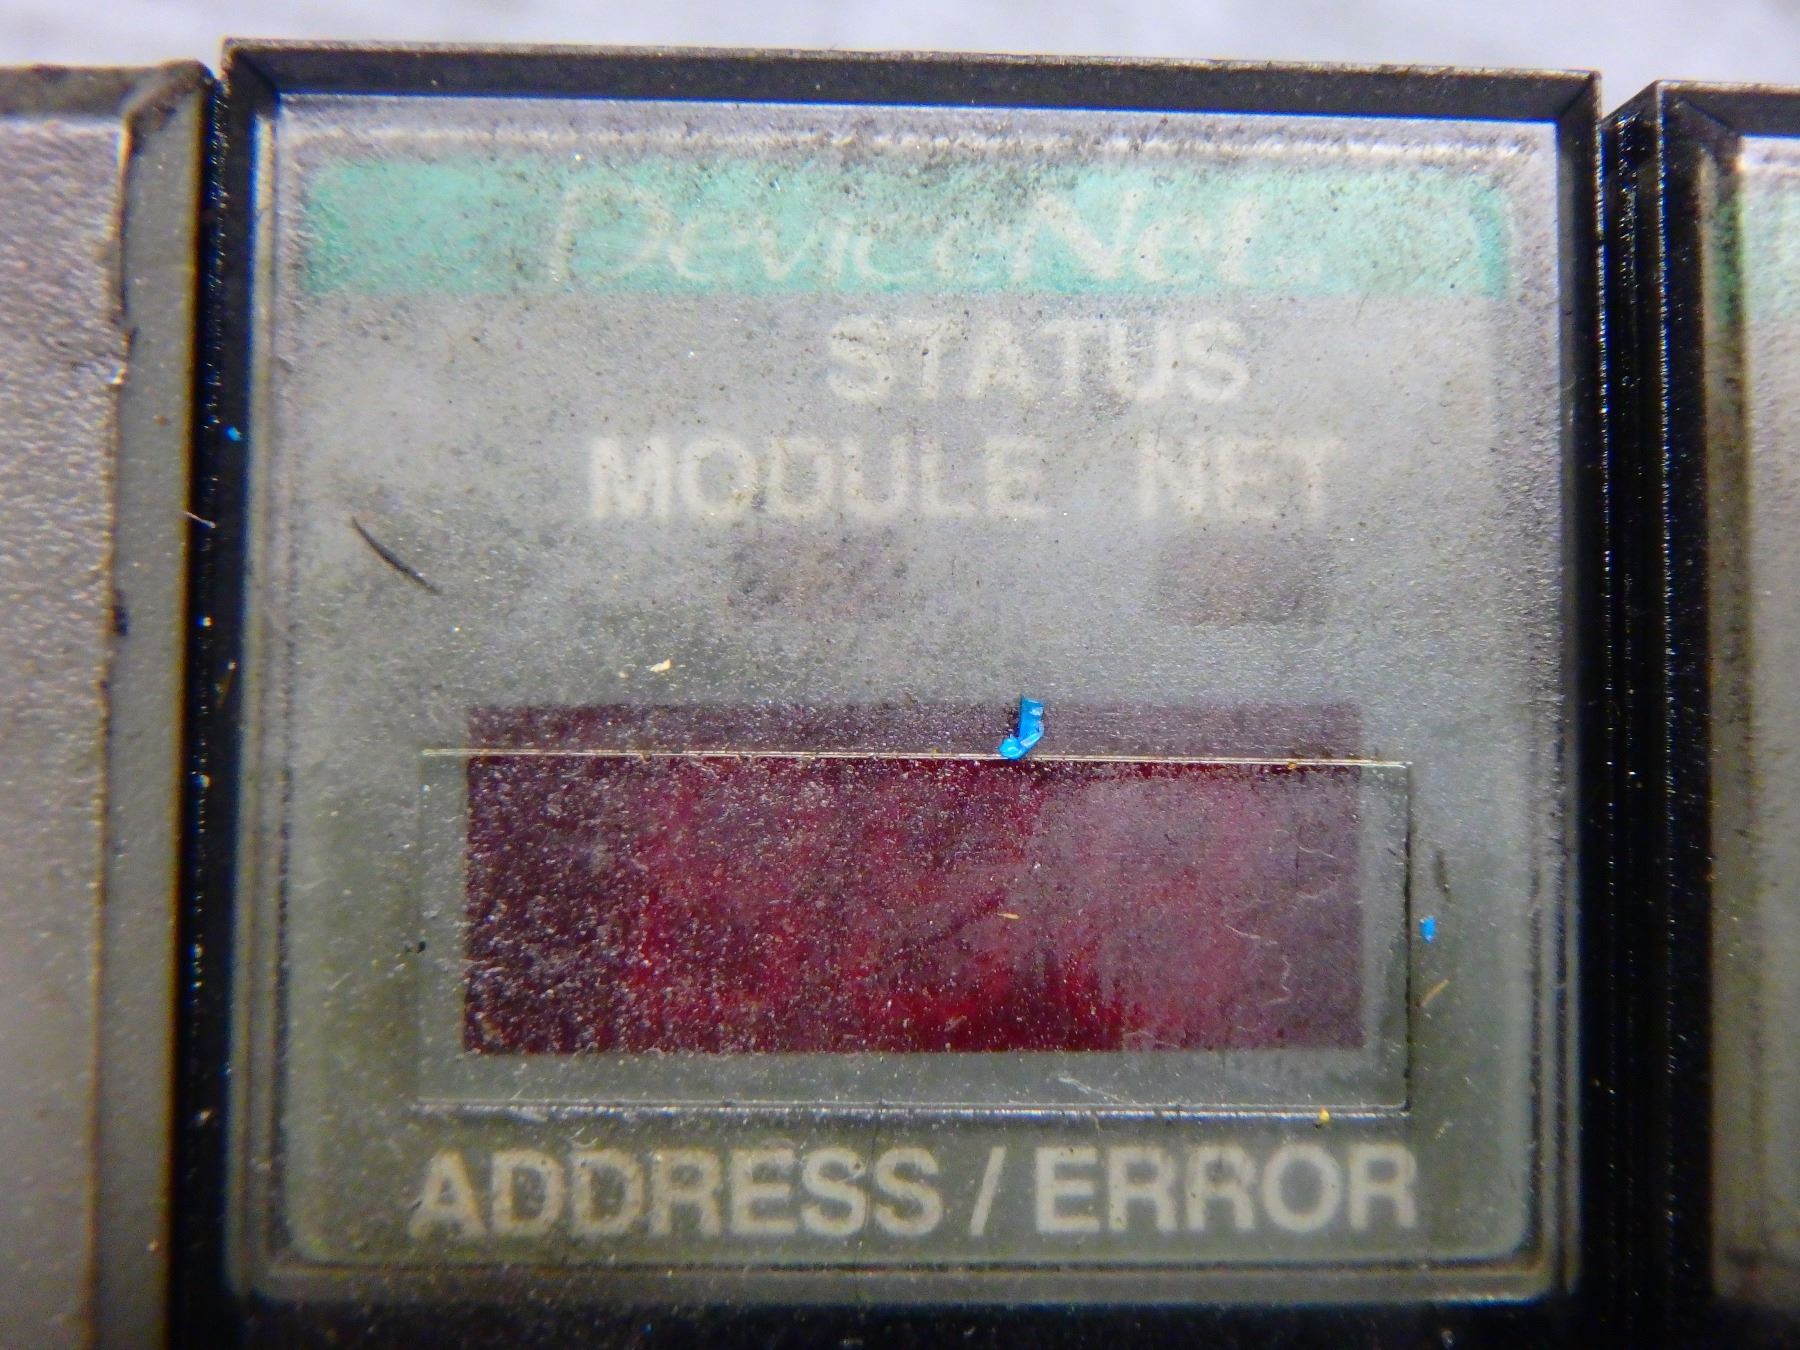 DeviceNet
STATUS
MODULE NET
ADDRESS / ERROR